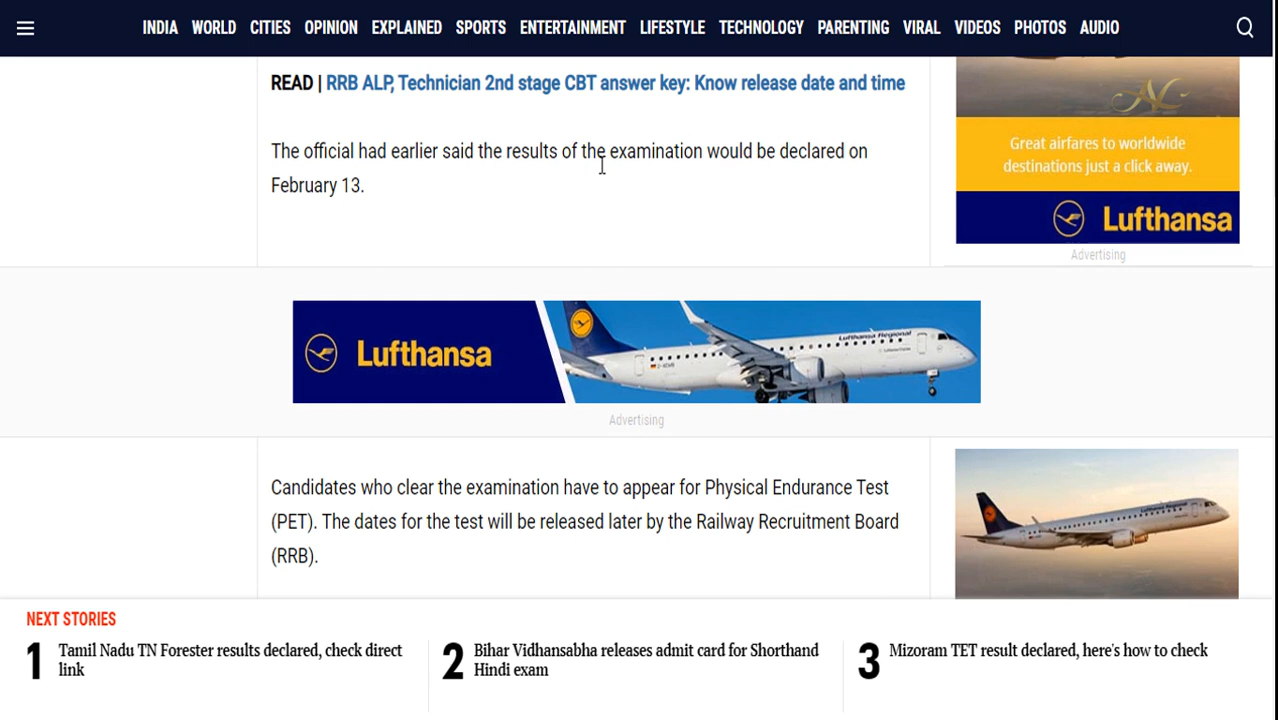 INDIA WORLD CITIES OPINION EXPLAINED SPORTS ENTERTAINMENT LIFESTYLE TECHNOLOGY PARENTING VIRAL VIDEOS PHOTOS AUDIO
READ | RRB ALP, Technician 2nd stage CBT answer key: Know release date and time
The official had earlier said the results of the examination would be declared on
February 13.
Great airfares to worldwide
destinations just a click away.
Lufthansa
Advertising
Lufthansa
Lufthansa Regional
Advertising
Candidates who clear the examination have to appear for Physical Endurance Test
(PET). The dates for the test will be released later by the Railway Recruitment Board
(RRB).
Lufthansa Regional
NEXT STORIES
1 Tamil Nadu TN Forester results declared, check direct
link
2 Bihar Vidhansabha releases admit card for Shorthand
Hindi exam
3 Mizoram TET result declared, here's how to check